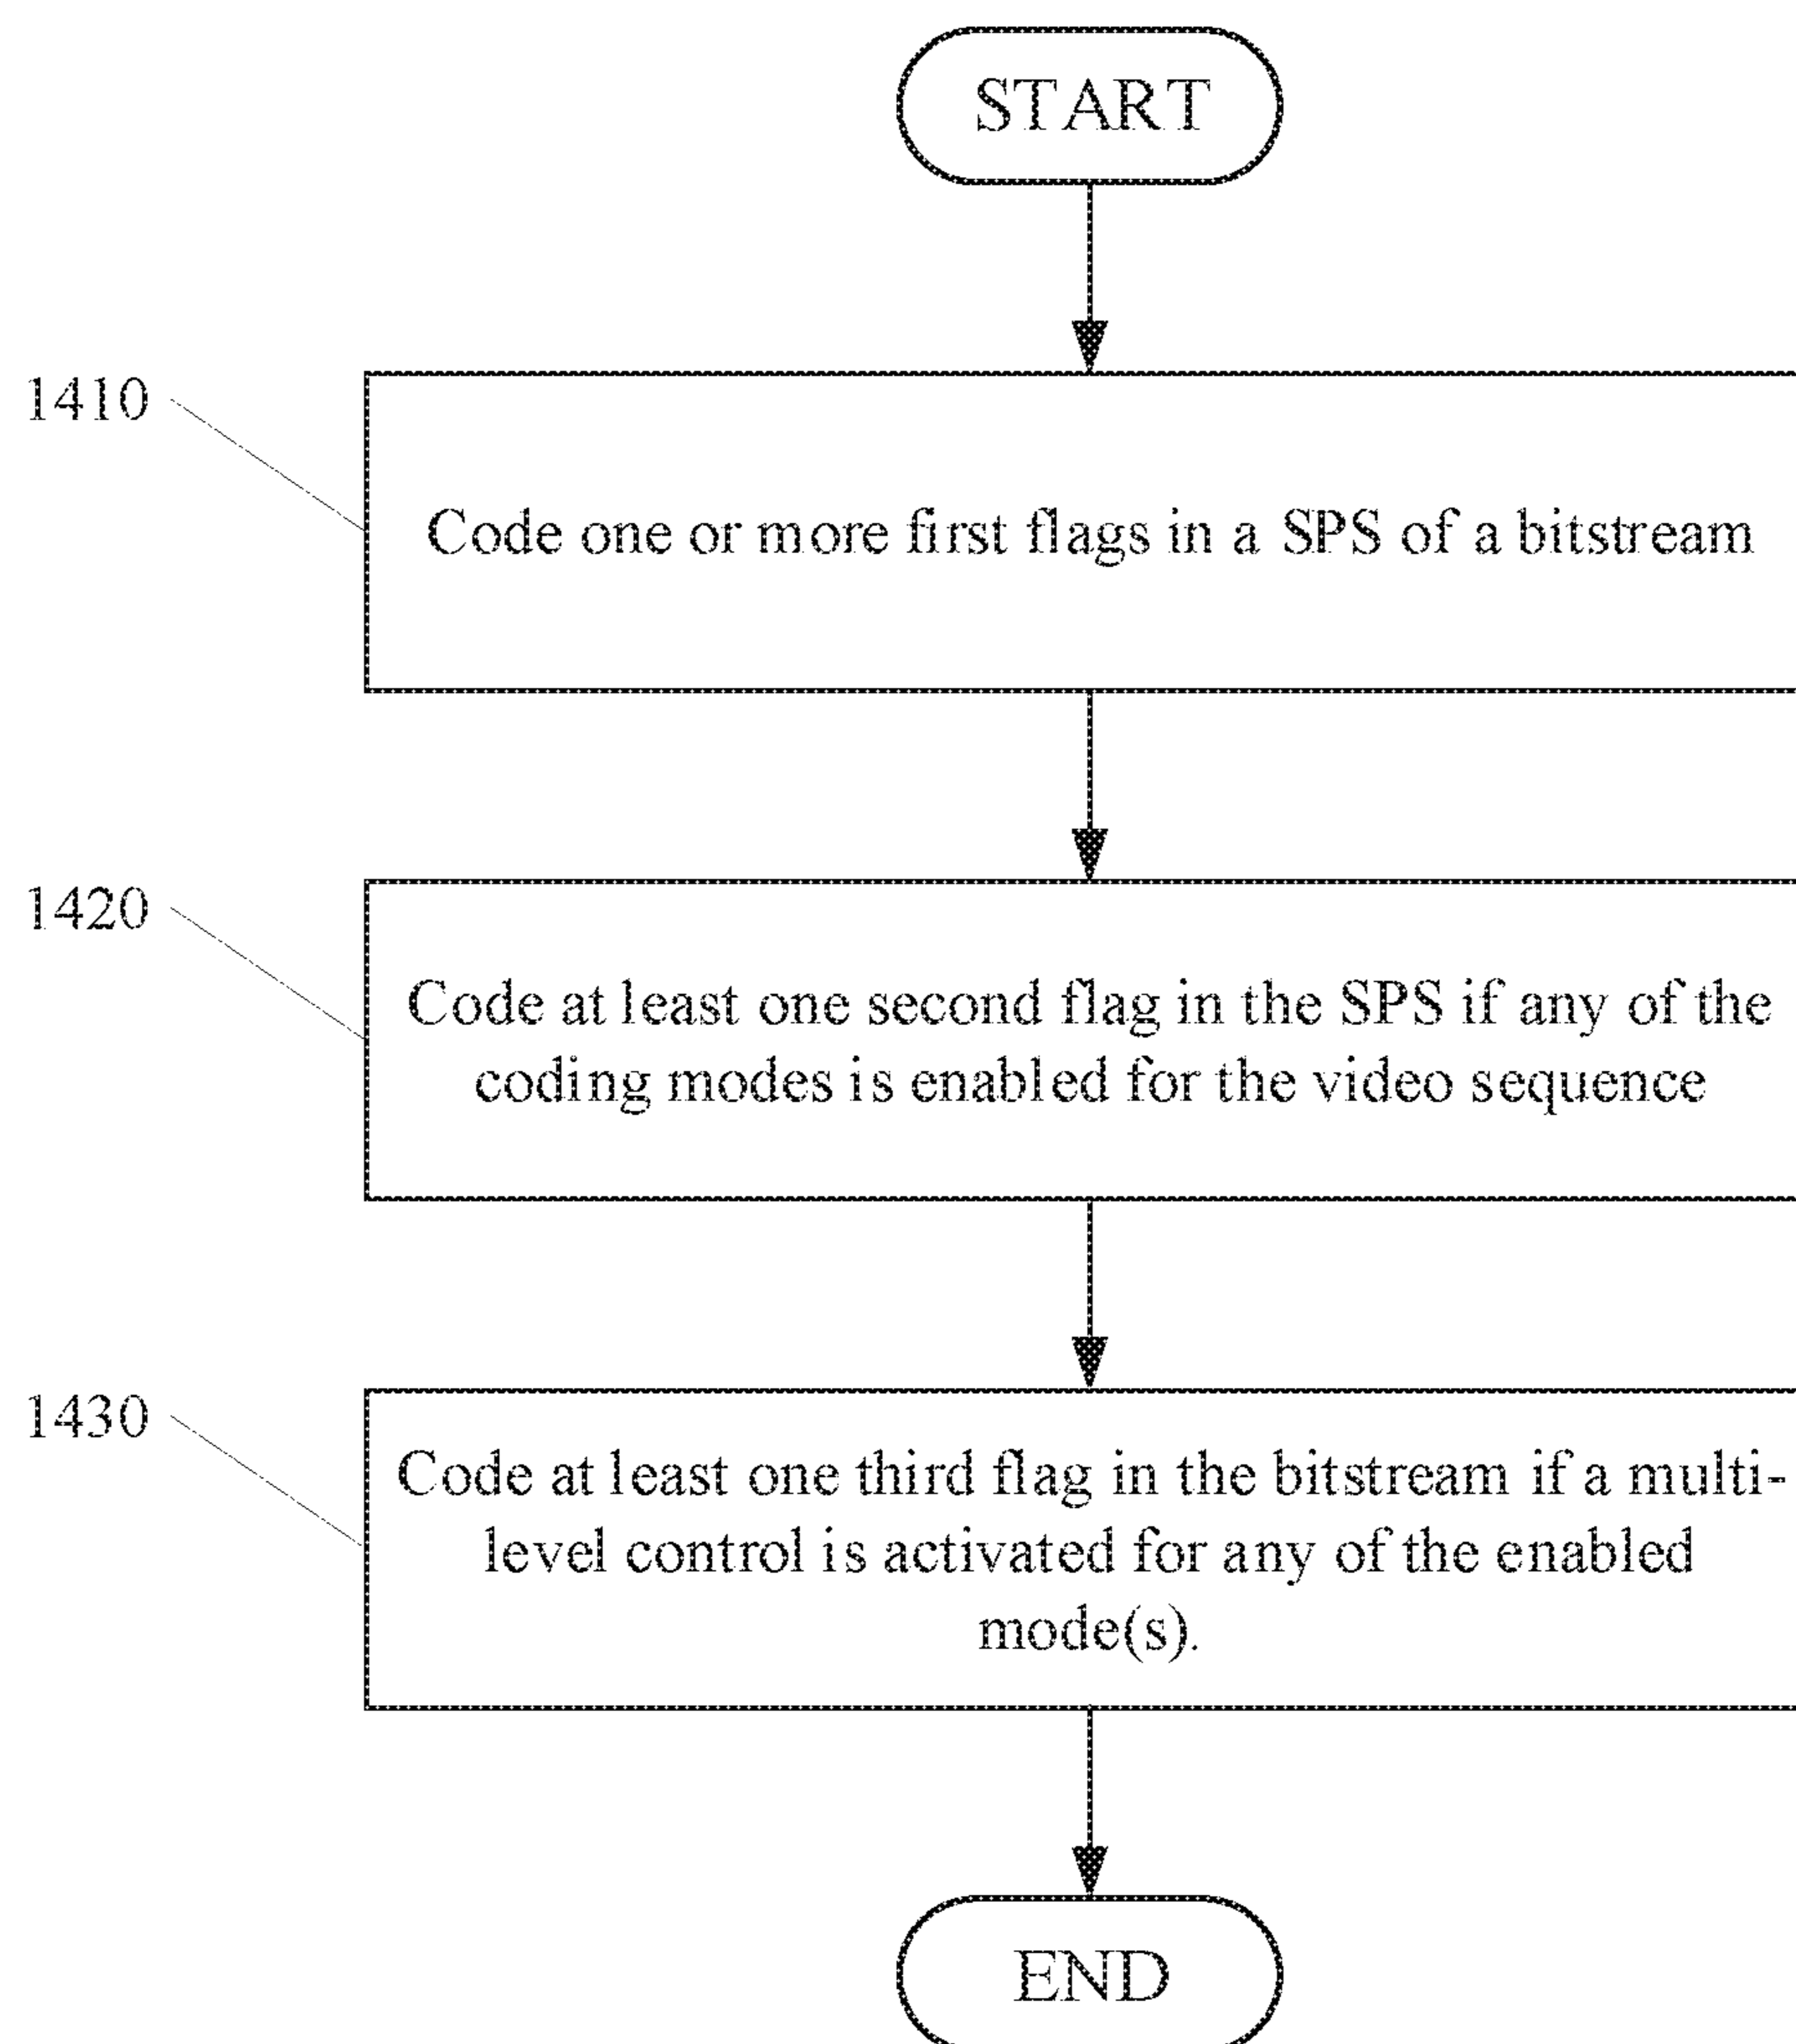 START
1410
Code one or more first flags in a SPS of a bitstream
1420
Code at least one second flag in the SPS if any of the
coding modes is enabled for the video sequence
1430
Code at least one third flag in the bitstream if a multi-
level control is activated for any of the enabled
mode(s).
END